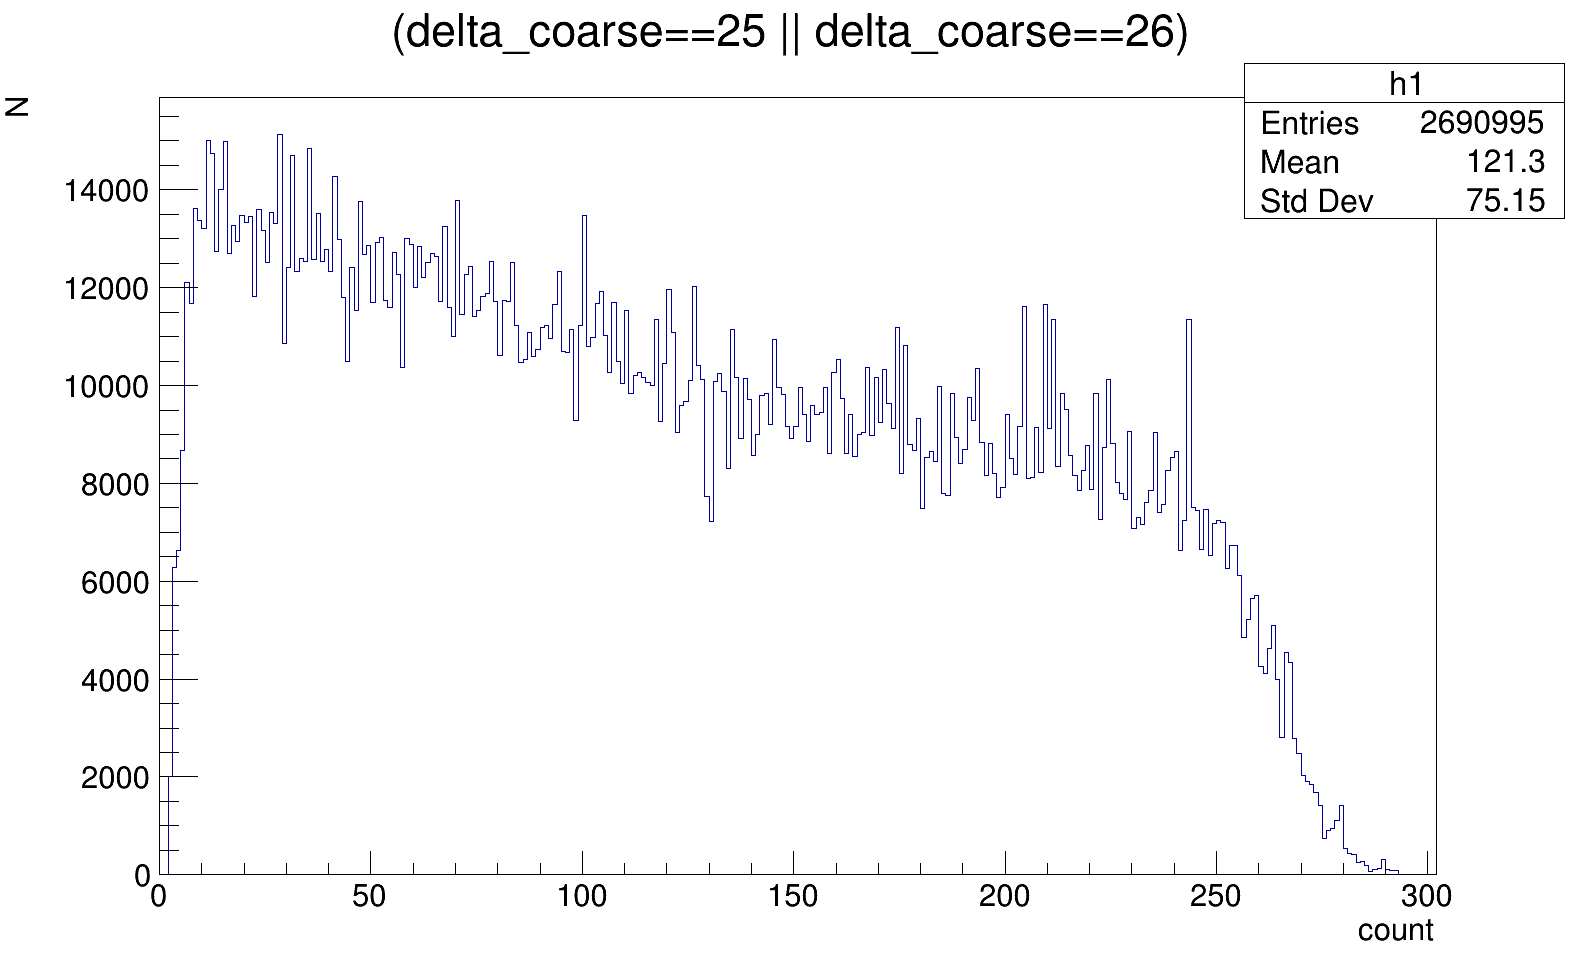 (delta_coarse==25 || delta_coarse==26)
h1
Entries 2690995
Mean 121.3
Std Dev 75.15
N
14000
12000
10000
8000
6000
4000
2000
0
0 50 100 150 200 250 300
count